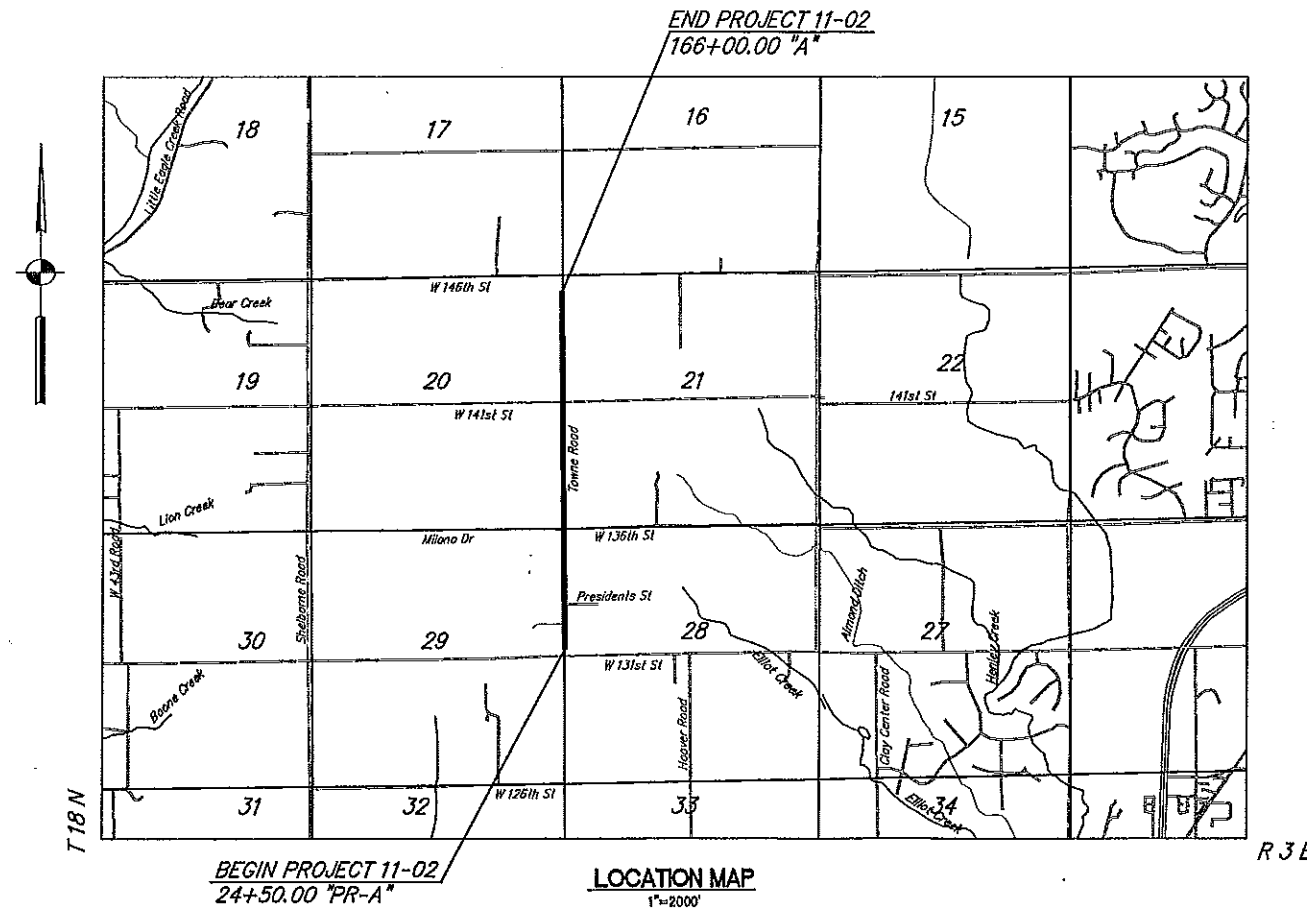 END PROJECT 11-02
166+00.00 "A"
18
17
16
15
Little Eagle Creek Road
W 146th St
Bear Creek
19
20
21
22
W 141st St
141st St
Towne Road
Lion Creek
W 43rd Road
Shelborne Road
Milano Dr
W 136th St
Presidents St
Almond Ditch
Henley Creek
30
29
28
27
W 131st St
Elliot Creek
Boone Creek
Hoover Road
Clay Center Road
W 126th St
31
32
33
34
Elliot Creek
T 18 N
R 3 E
BEGIN PROJECT 11-02
24+50.00 "PR-A"
LOCATION MAP
1"=2000'